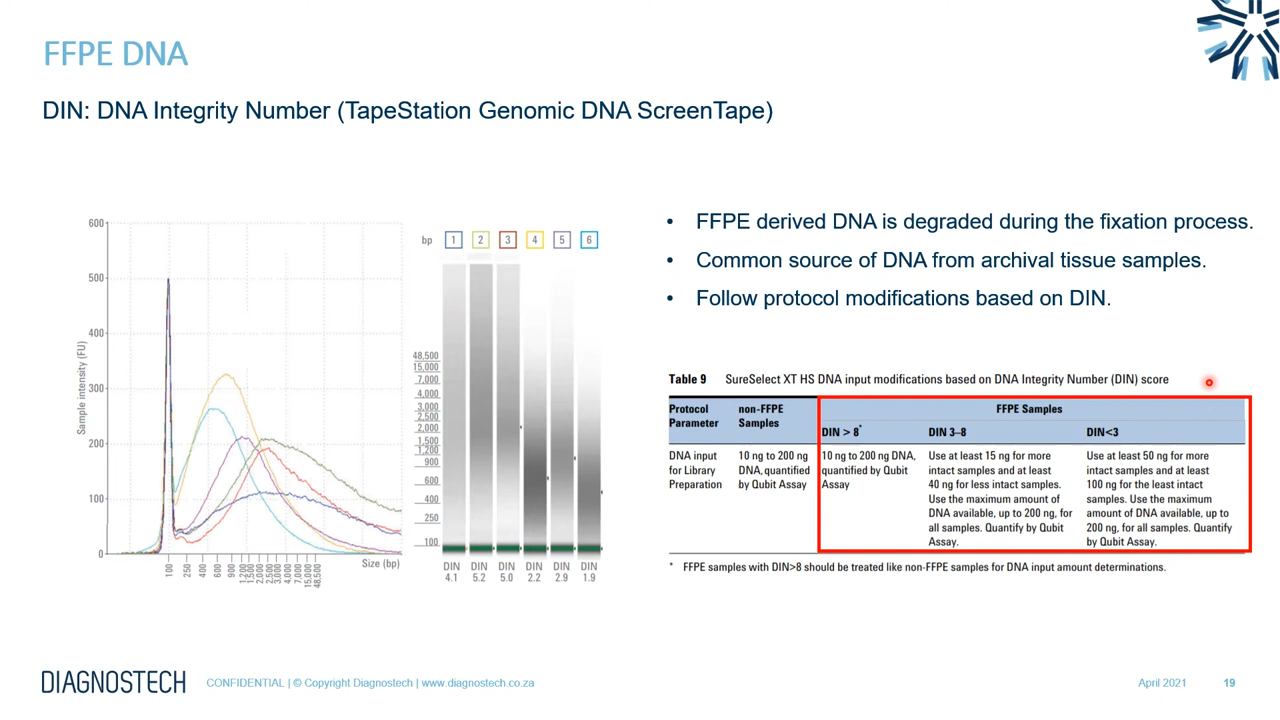 FFPE DNA
DIN: DNA Integrity Number (TapeStation Genomic DNA ScreenTape)
600
500
400
300
200
100
0
Sample intensity (FU)
100
250
400
600
900
1,200
1,500
2,000
2,500
3,000
4,000
7,000
15,000
48,500
Size (bp)
bp 1 2 3 4 5 6
48,500
15,000
7,000
4,000
3,000
2,500
2,000
1,500
1,200
900
600
400
250
100
DIN DIN DIN DIN DIN DIN
4.1 5.2 5.0 2.2 2.9 1.9
• FFPE derived DNA is degraded during the fixation process.
• Common source of DNA from archival tissue samples.
• Follow protocol modifications based on DIN.
Table 9 SureSelect XT HS DNA input modifications based on DNA Integrity Number (DIN) score
Protocol
Parameter
non-FFPE
Samples
FFPE Samples
DIN > 8*
DIN 3–8
DIN<3
DNA input
for Library
Preparation
10 ng to 200 ng
DNA, quantified
by Qubit Assay
10 ng to 200 ng DNA,
quantified by Qubit
Assay
Use at least 15 ng for more
intact samples and at least
40 ng for less intact samples.
Use the maximum amount of
DNA available, up to 200 ng, for
all samples. Quantify by Qubit
Assay.
Use at least 50 ng for more
intact samples and at least
100 ng for the least intact
samples. Use the maximum
amount of DNA available, up to
200 ng, for all samples. Quantify
by Qubit Assay.
* FFPE samples with DIN>8 should be treated like non-FFPE samples for DNA input amount determinations.
DIAGNOSTECH
CONFIDENTIAL | © Copyright Diagnostech | www.diagnostech.co.za
April 2021
19